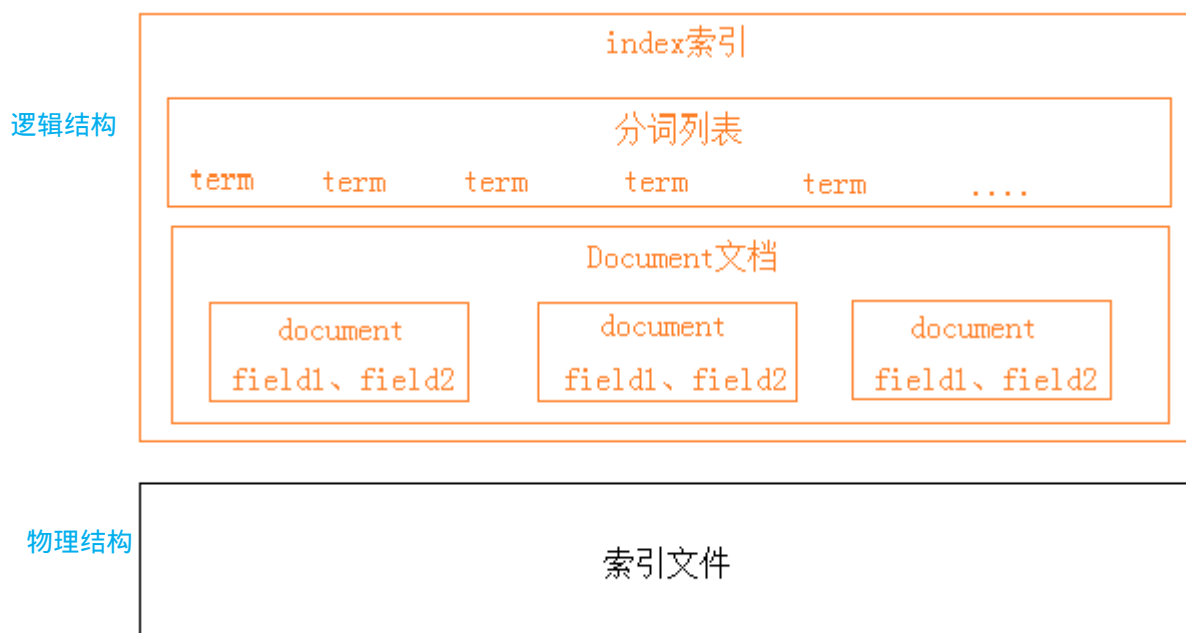 index索引
逻辑结构
分词列表
term term term term term ....
Document文档
document document document
field1、field2 field1、field2 field1、field2
物理结构
索引文件